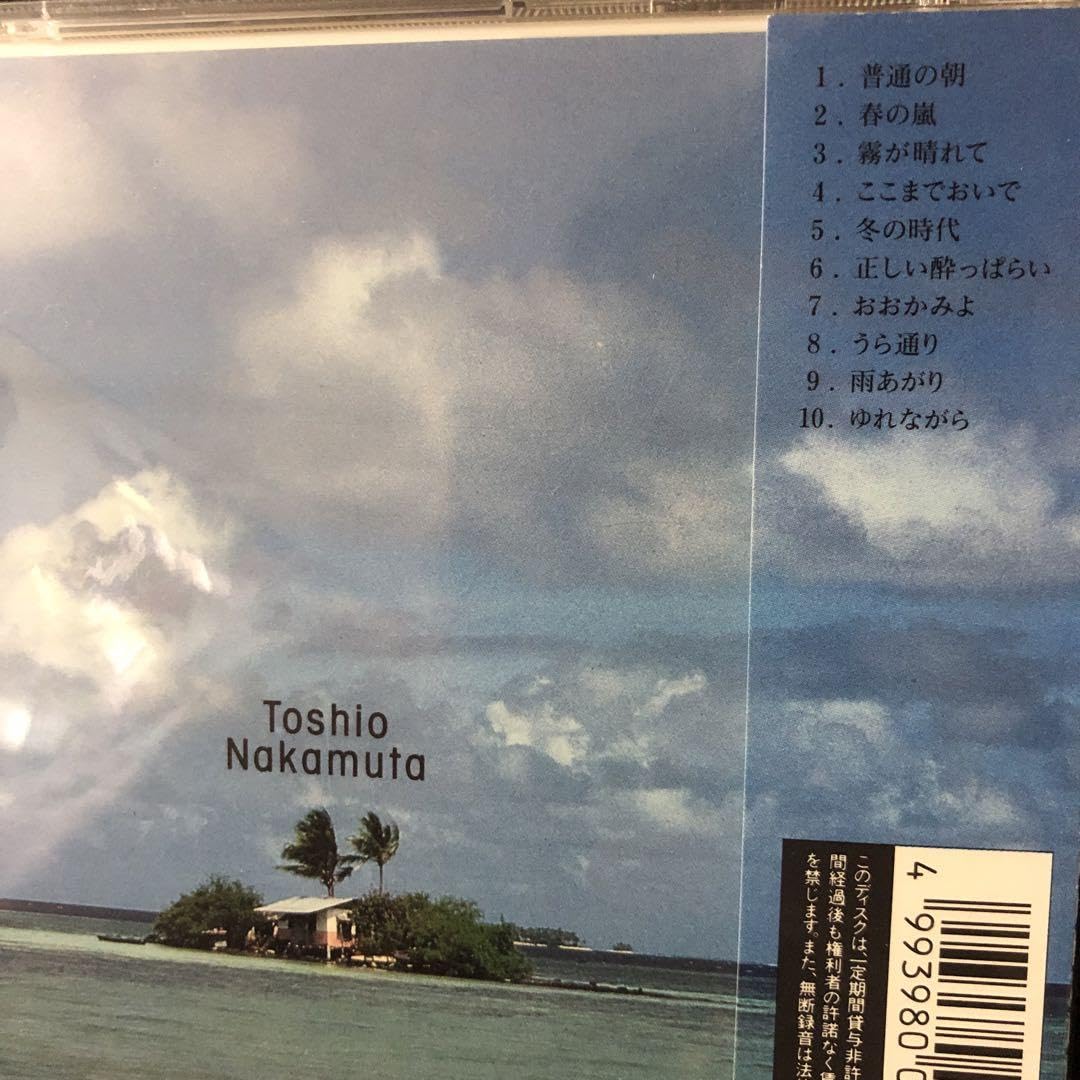 1. 普通の朝
2. 春の嵐
3. 霧が晴れて
4. ここまでおいで
5. 冬の時代
6. 正しい酔っぱらい
7. おおかみよ
8. うら通り
9. 雨あがり
10. ゆれながら
Toshio
Nakamuta
このディスクは、一定期間貸与非許
間経過後も権利者の許諾なく賃
を禁じます。また、無断録音は法
4 993980 0